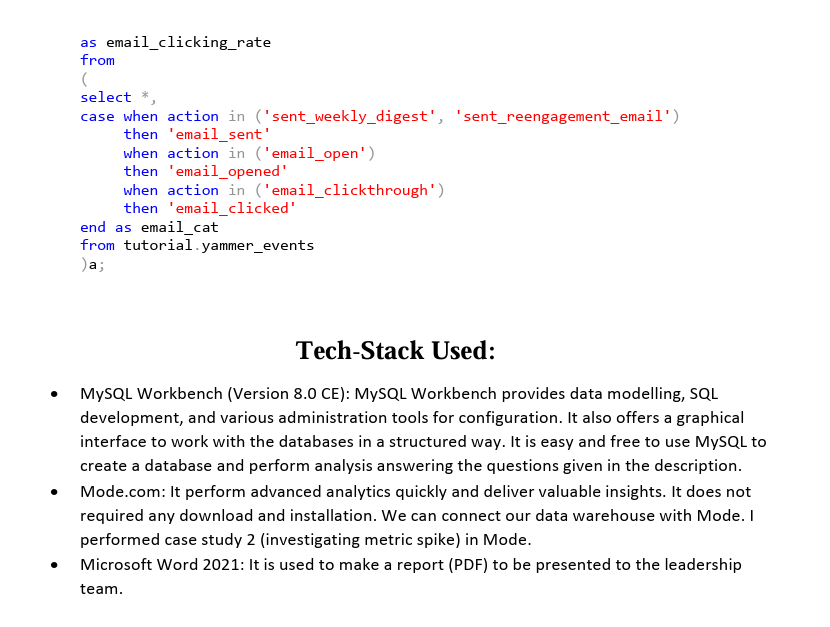 as email_clicking_rate
from
(
select *,
case when action in ('sent_weekly_digest', 'sent_reengagement_email')
then 'email_sent'
when action in ('email_open')
then 'email_opened'
when action in ('email_clickthrough')
then 'email_clicked'
end as email_cat
from tutorial.yammer_events
)a;
Tech-Stack Used:
• MySQL Workbench (Version 8.0 CE): MySQL Workbench provides data modelling, SQL
development, and various administration tools for configuration. It also offers a graphical
interface to work with the databases in a structured way. It is easy and free to use MySQL to
create a database and perform analysis answering the questions given in the description.
• Mode.com: It perform advanced analytics quickly and deliver valuable insights. It does not
required any download and installation. We can connect our data warehouse with Mode. I
performed case study 2 (investigating metric spike) in Mode.
• Microsoft Word 2021: It is used to make a report (PDF) to be presented to the leadership
team.